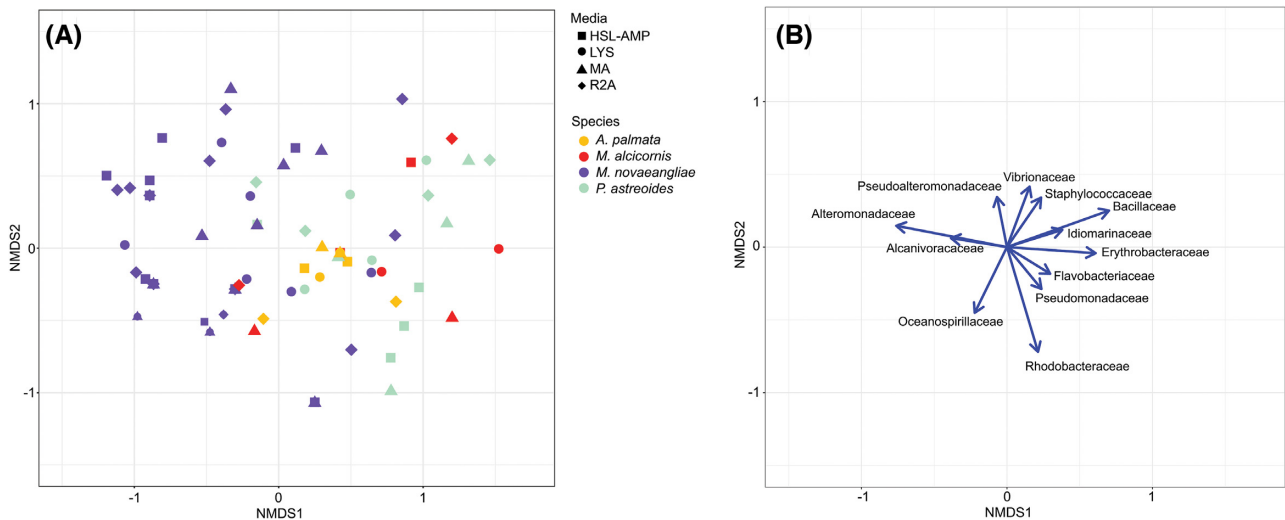 (A)
1
0
-1
NMDS2
-1
0
1
NMDS1
Media
HSL-AMP
LYS
MA
R2A
Species
A. palmata
M. alcicornis
M. novaeangliae
P. astreoides
(B)
1
0
-1
NMDS2
Vibrionaceae
Pseudoalteromonadaceae
Staphylococcaceae
Bacillaceae
Alteromonadaceae
Idiomarinaceae
Alcanivoracaceae
Erythrobacteraceae
Flavobacteriaceae
Pseudomonadaceae
Oceanospirillaceae
Rhodobacteraceae
-1
0
1
NMDS1